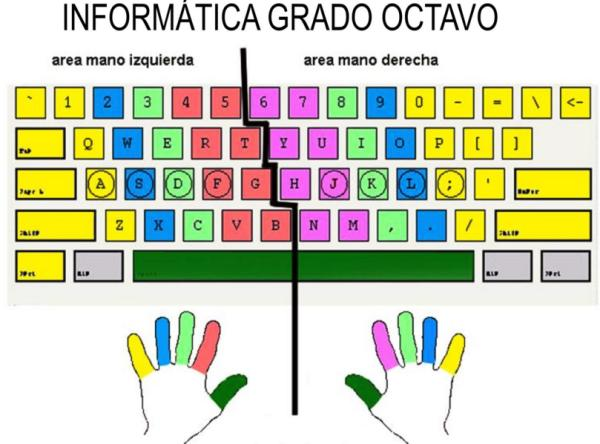 INFORMÁTICA GRADO OCTAVO
area mano izquierda area mano derecha
` 1 2 3 4 5 6 7 8 9 0 - = \ <-
Q W E R T Y U I O P [ ]
A S D F G H J K L ; '
Z X C V B N M , . /